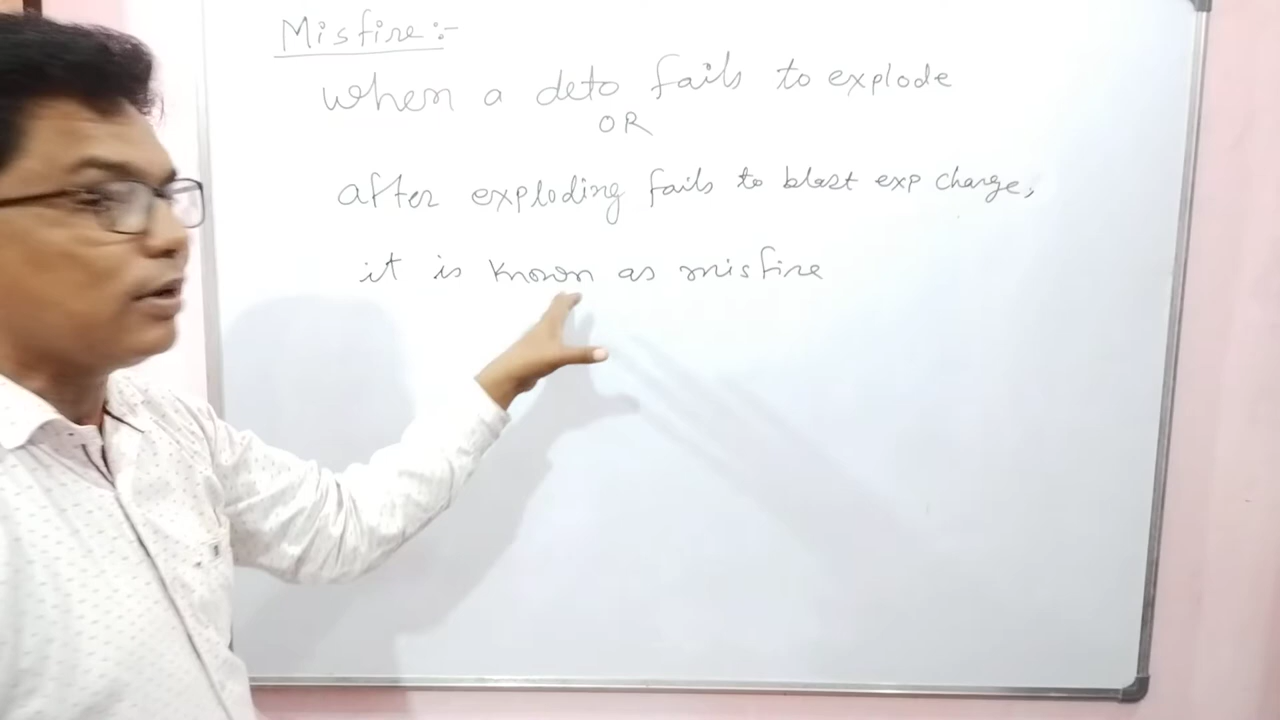 Misfire:-
when a deto fails to explode
OR
after exploding fails to blast exp charge,
it is known as misfire